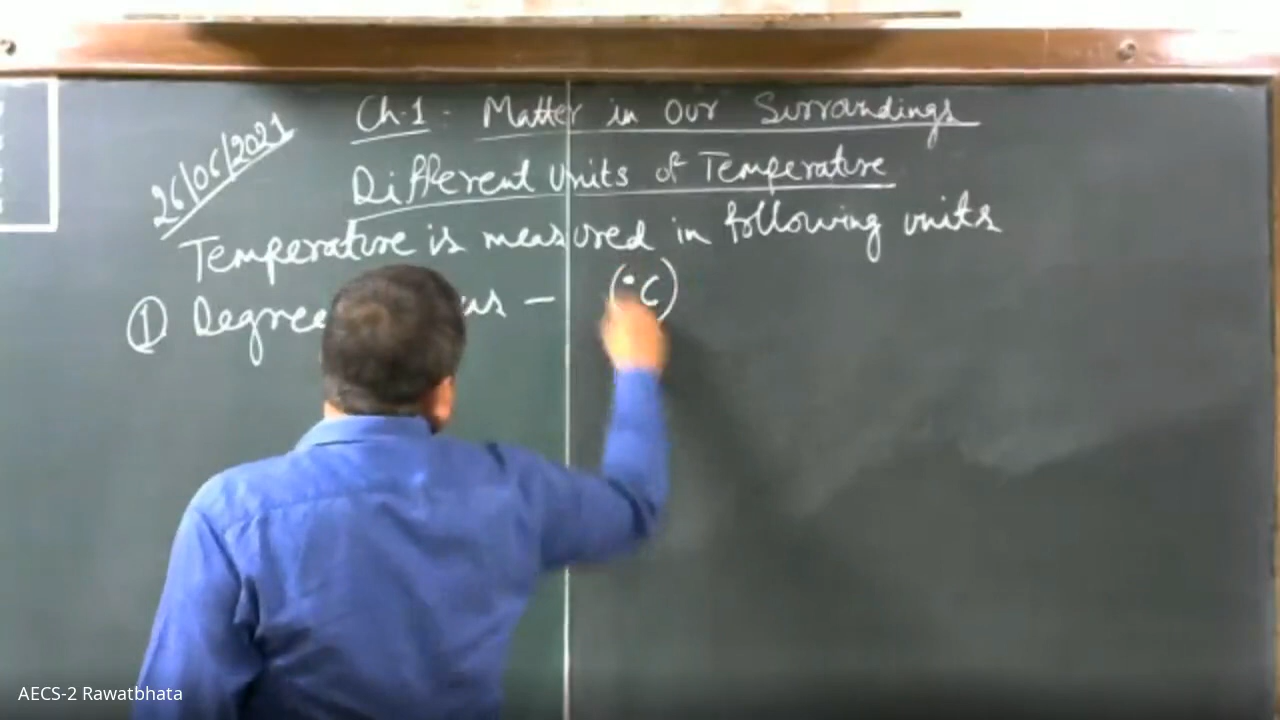 26/06/2021
Ch-1 - Matter in Our Surrandings
Different Units of Temperature
Temperature is measured in following units
① Degree – (°C)
AECS-2 Rawatbhata